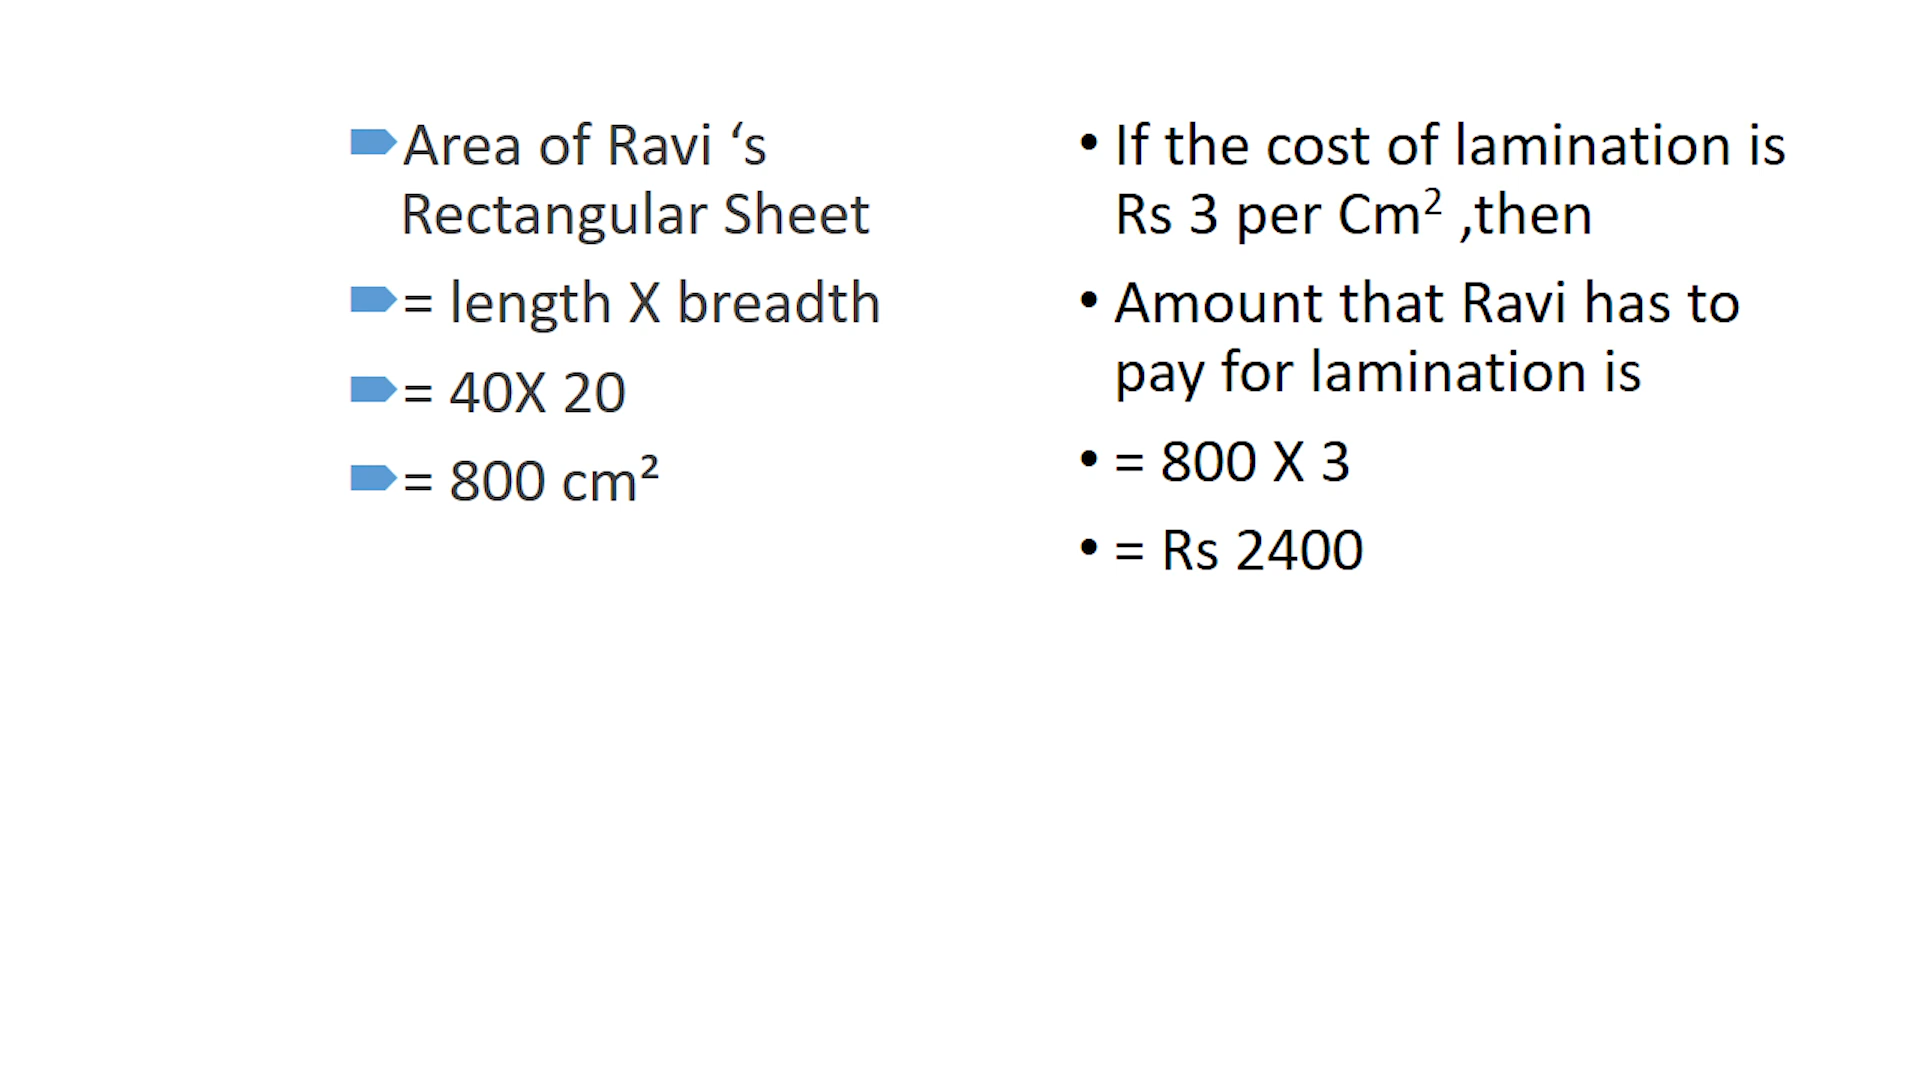 Area of Ravi ‘s
Rectangular Sheet
= length X breadth
= 40X 20
= 800 cm²
• If the cost of lamination is
Rs 3 per Cm² ,then
• Amount that Ravi has to
pay for lamination is
• = 800 X 3
• = Rs 2400